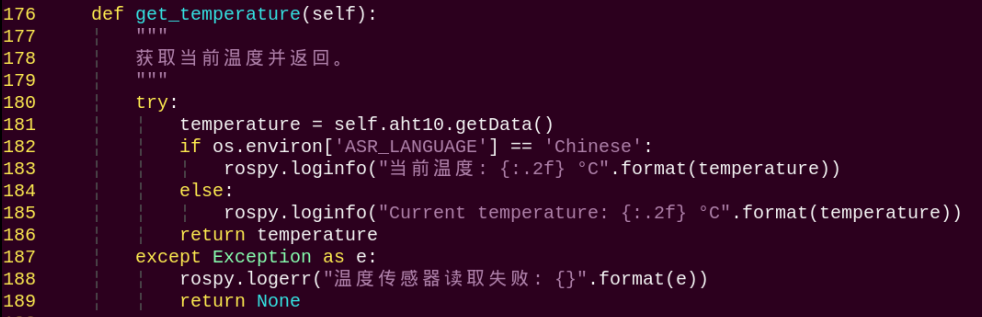 176     def get_temperature(self):
177         """
178         获取当前温度并返回。
179         """
180         try:
181             temperature = self.aht10.getData()
182             if os.environ['ASR_LANGUAGE'] == 'Chinese':
183                 rospy.loginfo("当前温度: {:.2f} °C".format(temperature))
184             else:
185                 rospy.loginfo("Current temperature: {:.2f} °C".format(temperature))
186             return temperature
187         except Exception as e:
188             rospy.logerr("温度传感器读取失败: {}".format(e))
189             return None